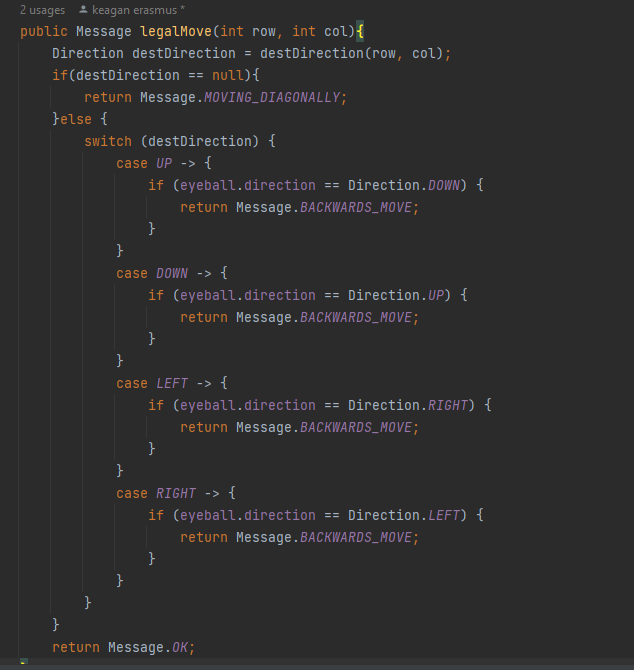 2 usages keagan erasmus *
public Message legalMove(int row, int col){
    Direction destDirection = destDirection(row, col);
    if(destDirection == null){
        return Message.MOVING_DIAGONALLY;
    }else {
        switch (destDirection) {
            case UP -> {
                if (eyeball.direction == Direction.DOWN) {
                    return Message.BACKWARDS_MOVE;
                }
            }
            case DOWN -> {
                if (eyeball.direction == Direction.UP) {
                    return Message.BACKWARDS_MOVE;
                }
            }
            case LEFT -> {
                if (eyeball.direction == Direction.RIGHT) {
                    return Message.BACKWARDS_MOVE;
                }
            }
            case RIGHT -> {
                if (eyeball.direction == Direction.LEFT) {
                    return Message.BACKWARDS_MOVE;
                }
            }
        }
    }
    return Message.OK;
}